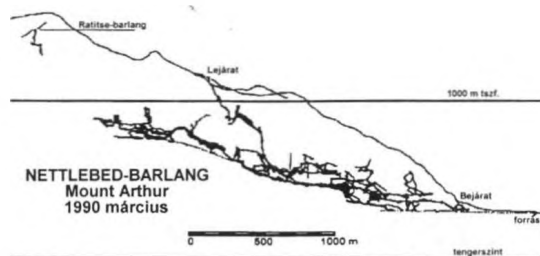 Ratitse-barlang
Lejárat
1000 m tszf.
NETTLEBED-BARLANG
Mount Arthur
1990 március
Bejárat
forrás
0 500 1000 m
tengerszint